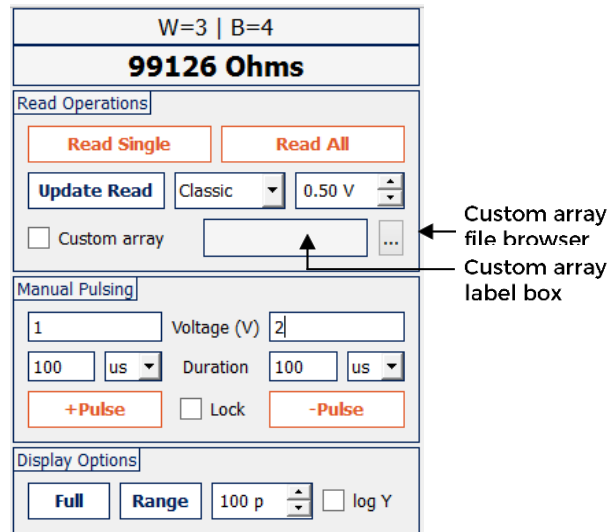 W=3 | B=4
99126 Ohms
Read Operations
Read Single Read All
Update Read Classic 0.50 V
Custom array ...
Custom array
file browser
Custom array
label box
Manual Pulsing
1 Voltage (V) 2
100 us Duration 100 us
+Pulse Lock -Pulse
Display Options
Full Range 100 p log Y